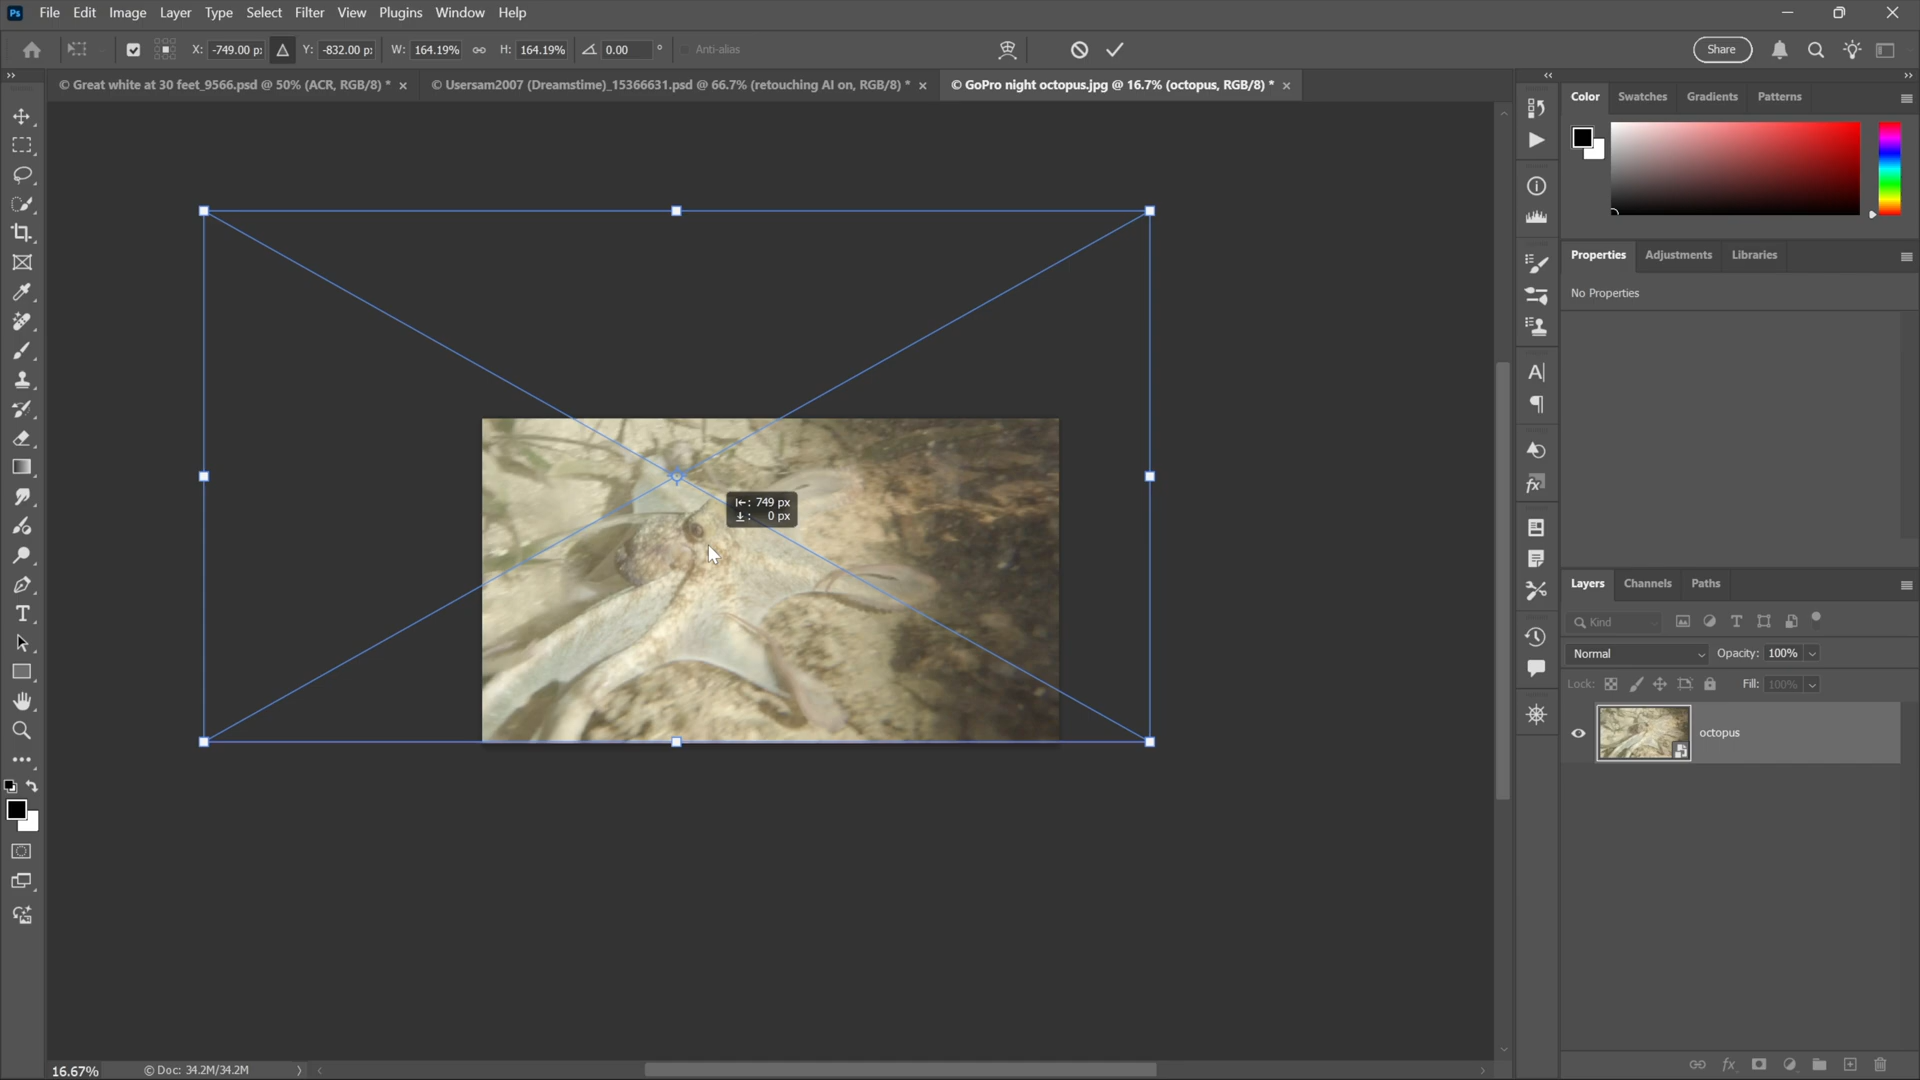 Ps File Edit Image Layer Type Select Filter View Plugins Window Help
X: -749.00 p: Y: -832.00 p: W: 164.19% H: 164.19% 0.00 ° Anti-alias Share
© Great white at 30 feet_9566.psd @ 50% (ACR, RGB/8) * © Usersam2007 (Dreamstime)_15366631.psd @ 66.7% (retouching AI on, RGB/8) * © GoPro night octopus.jpg @ 16.7% (octopus, RGB/8) *
Color Swatches Gradients Patterns
Properties Adjustments Libraries
No Properties
: 749 px
: 0 px
Layers Channels Paths
Kind
Normal Opacity: 100%
Lock: Fill: 100%
octopus
16.67% © Doc: 34.2M/34.2M